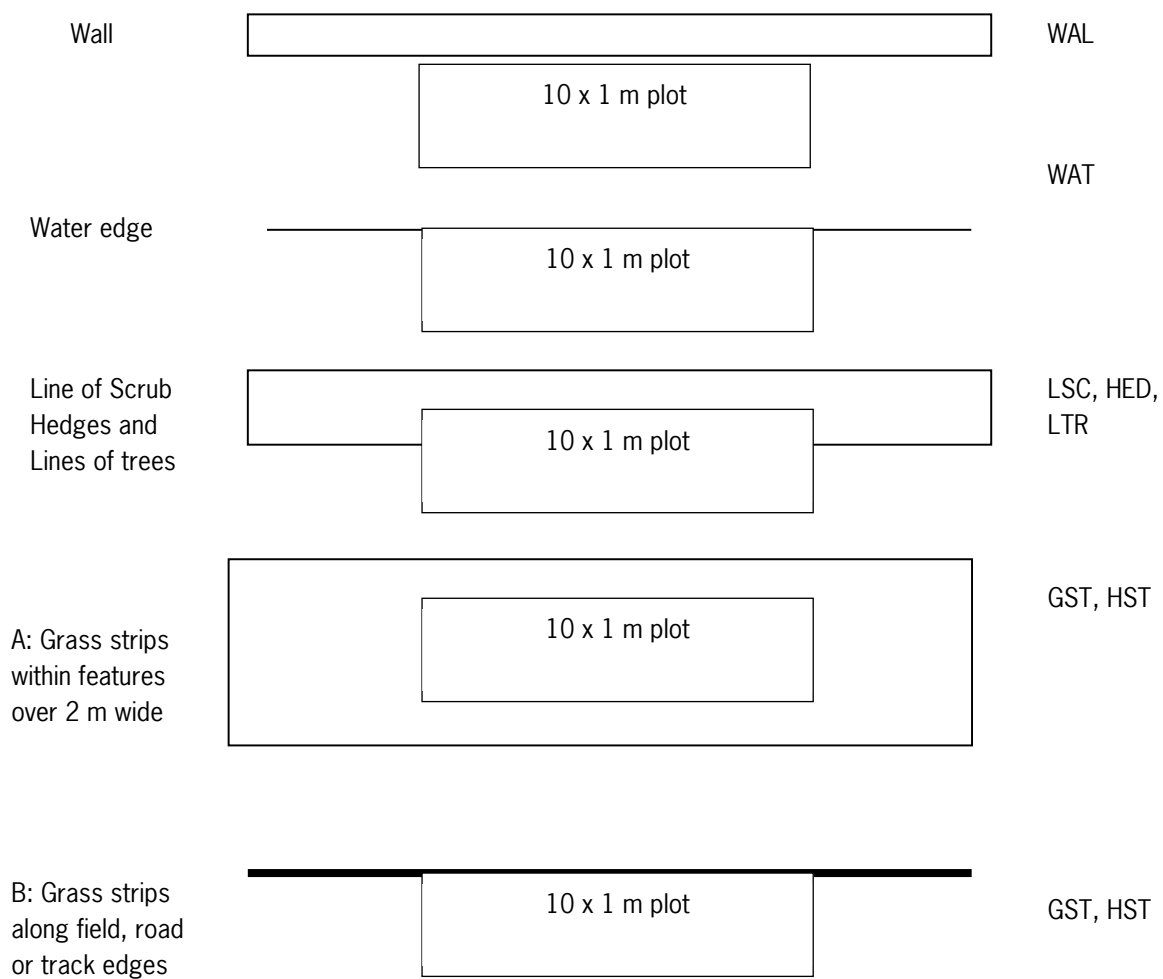 Wall
WAL
10 x 1 m plot
WAT
Water edge
10 x 1 m plot
Line of Scrub
Hedges and
Lines of trees
LSC, HED,
LTR
10 x 1 m plot
GST, HST
10 x 1 m plot
A: Grass strips
within features
over 2 m wide
B: Grass strips
along field, road
or track edges
10 x 1 m plot
GST, HST